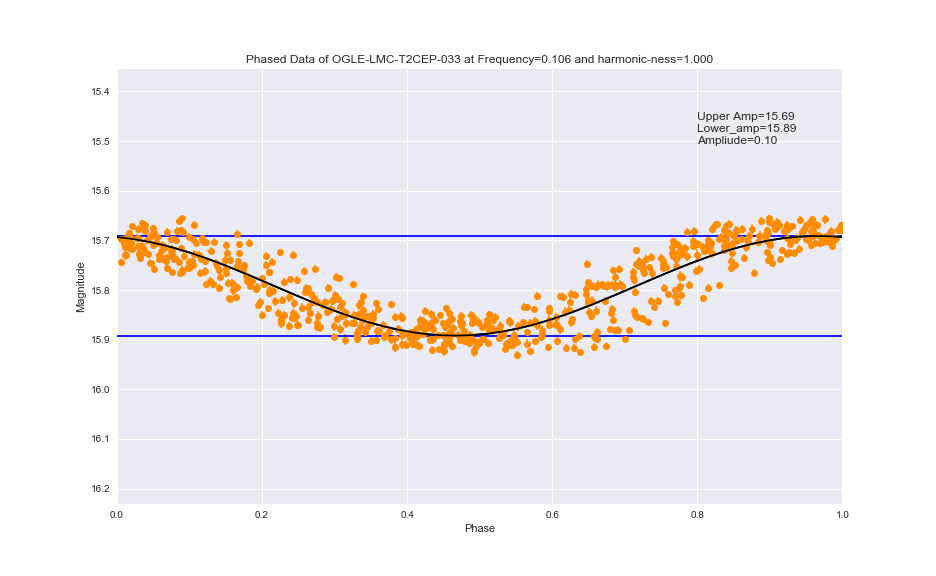 Phased Data of OGLE-LMC-T2CEP-033 at Frequency=0.106 and harmonic-ness=1.000
Upper Amp=15.69
Lower_amp=15.89
Ampliude=0.10
15.4
15.5
15.6
15.7
15.8
15.9
16.0
16.1
16.2
Magnitude
0.0 0.2 0.4 0.6 0.8 1.0
Phase